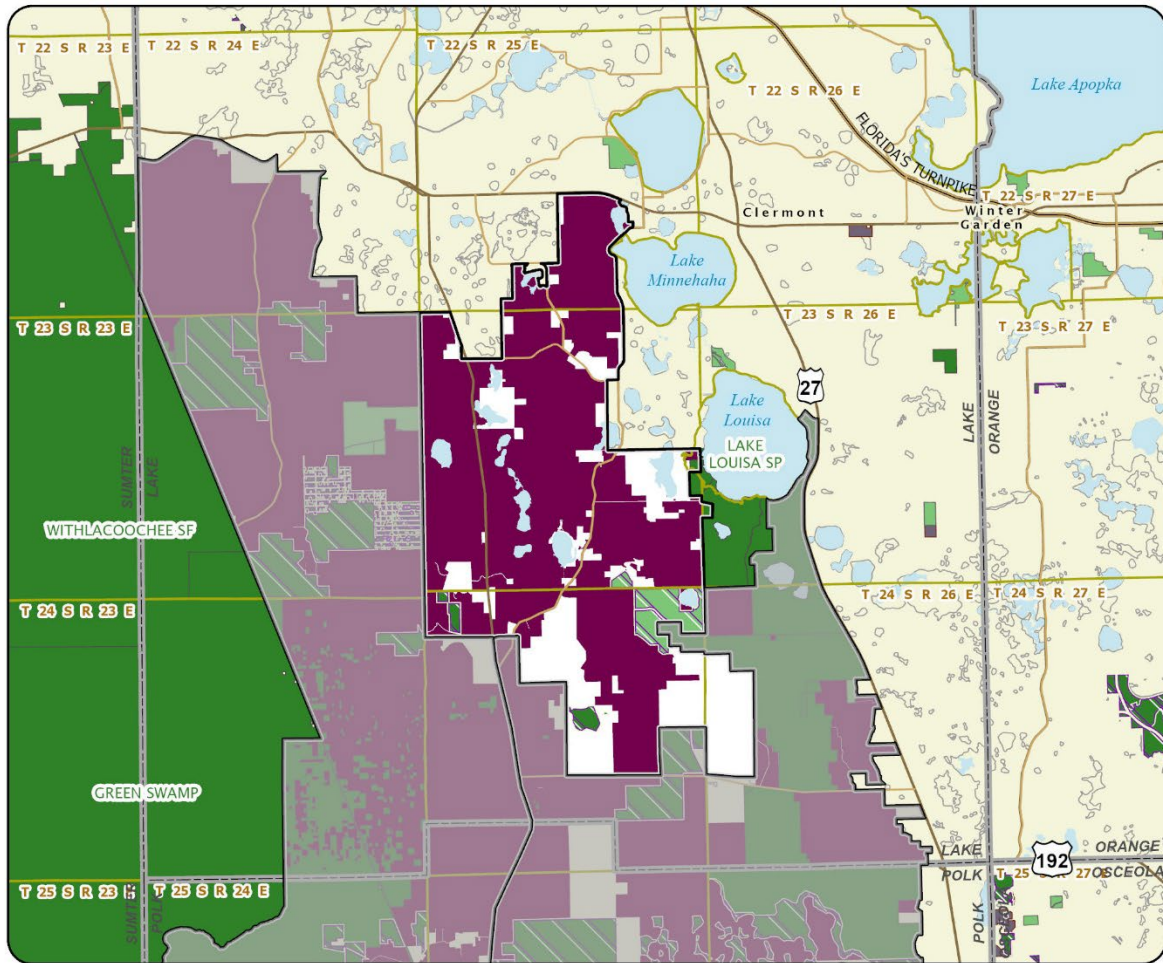 T 22 S R 23 E
T 22 S R 24 E
T 22 S R 25 E
T 22 S R 26 E
Lake Apopka
FLORIDA'S TURNPIKE
T 22 S R 27 E
Clermont
Winter
Garden
Lake
Minnehaha
T 23 S R 23 E
T 23 S R 26 E
T 23 S R 27 E
27
Lake
Louisa
LAKE
LOUISA SP
LAKE
ORANGE
SUMTER
LAKE
WITHLACOOCHEE SF
T 24 S R 23 E
T 24 S R 26 E
T 24 S R 27 E
GREEN SWAMP
LAKE
POLK
192
ORANGE
OSCEOLA
T 25 S R 23 E
T 25 S R 24 E
T 25 S R 27 E
SUMTER
POLK
POLK
OSCEOLA